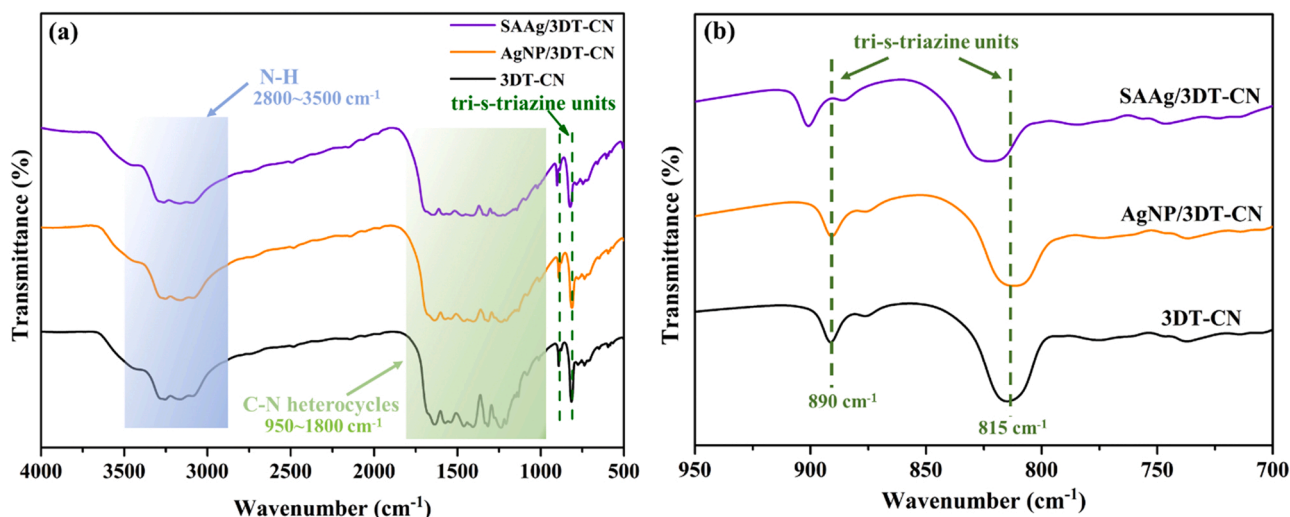 (a)
SAAg/3DT-CN
AgNP/3DT-CN
3DT-CN
N-H
2800~3500 cm⁻¹
tri-s-triazine units
C-N heterocycles
950~1800 cm⁻¹
Transmittance (%)
4000 3500 3000 2500 2000 1500 1000 500
Wavenumber (cm⁻¹)
(b)
tri-s-triazine units
SAAg/3DT-CN
AgNP/3DT-CN
3DT-CN
890 cm⁻¹
815 cm⁻¹
Transmittance (%)
950 900 850 800 750 700
Wavenumber (cm⁻¹)